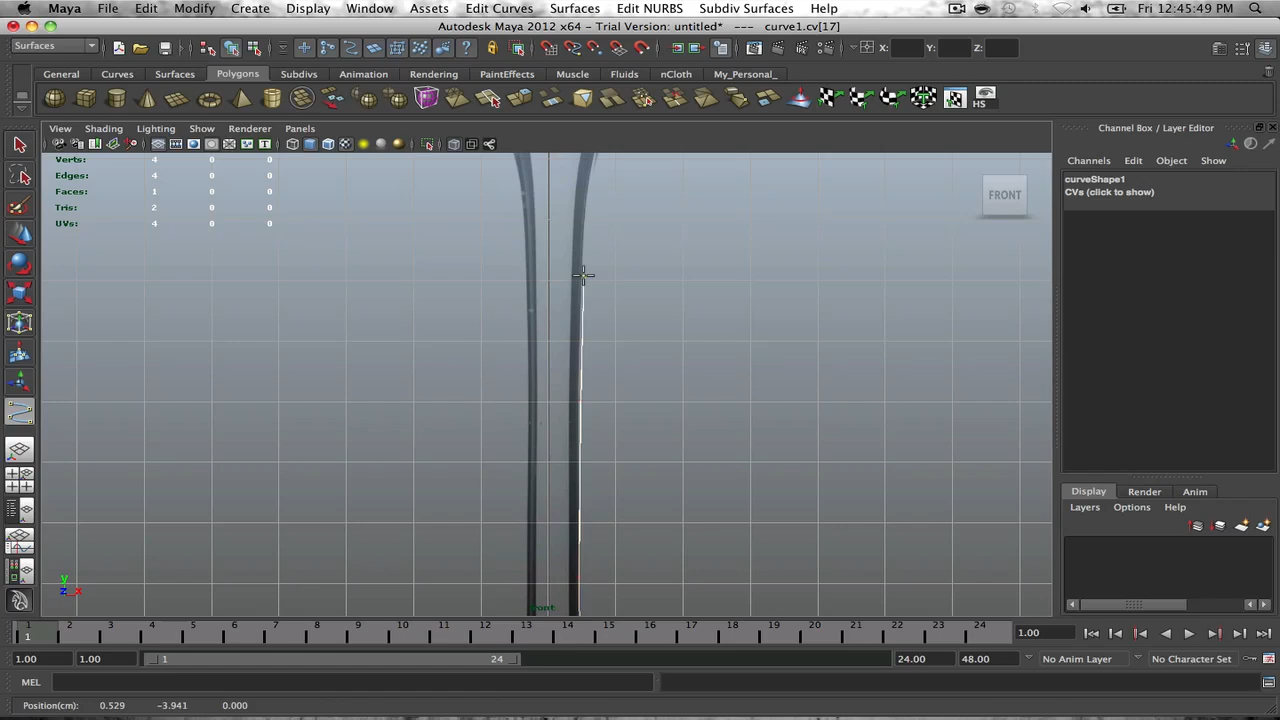 Maya File Edit Modify Create Display Window Assets Edit Curves Surfaces Edit NURBS Subdiv Surfaces Help Fri 12:45:49 PM
Autodesk Maya 2012 x64 - Trial Version: untitled* --- curve1.cv[17]
Surfaces X: Y: Z:
General Curves Surfaces Polygons Subdivs Animation Rendering PaintEffects Muscle Fluids nCloth My_Personal_
HS
View Shading Lighting Show Renderer Panels
Channel Box / Layer Editor
Channels Edit Object Show
curveShape1
CVs (click to show)
Verts: 4 0 0
Edges: 4 0 0
Faces: 1 0 0
Tris: 2 0 0
UVs: 4 0 0
FRONT
Display Render Anim
Layers Options Help
y
z x
front
1 2 3 4 5 6 7 8 9 10 11 12 13 14 15 16 17 18 19 20 21 22 23 24
1 1.00
1.00 1.00 1 24 24.00 48.00 No Anim Layer No Character Set
MEL
Position(cm): 0.529 -3.941 0.000